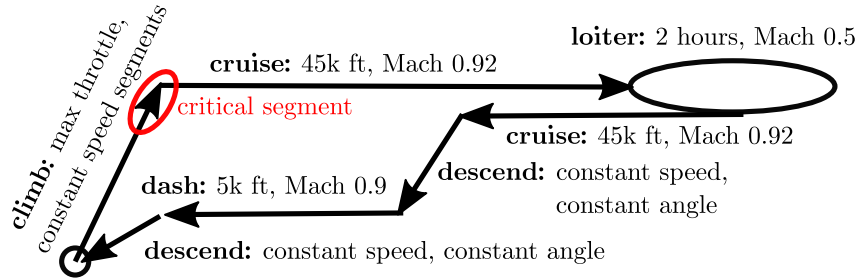 climb: max throttle,
constant speed segments
cruise: 45k ft, Mach 0.92
loiter: 2 hours, Mach 0.5
critical segment
cruise: 45k ft, Mach 0.92
descend: constant speed,
constant angle
dash: 5k ft, Mach 0.9
descend: constant speed, constant angle